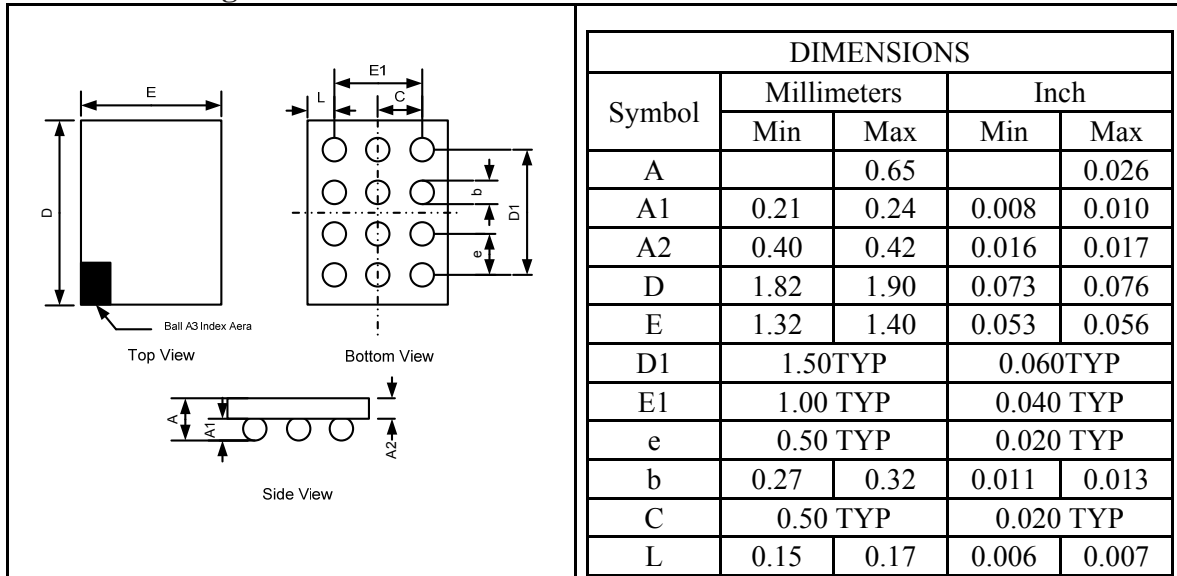 E
D
Ball A3 Index Aera
Top View
E1
L
C
b
D1
e
Bottom View
A
A1
A2
Side View
DIMENSIONS
Symbol Millimeters Inch
Min Max Min Max
A 0.65 0.026
A1 0.21 0.24 0.008 0.010
A2 0.40 0.42 0.016 0.017
D 1.82 1.90 0.073 0.076
E 1.32 1.40 0.053 0.056
D1 1.50TYP 0.060TYP
E1 1.00 TYP 0.040 TYP
e 0.50 TYP 0.020 TYP
b 0.27 0.32 0.011 0.013
C 0.50 TYP 0.020 TYP
L 0.15 0.17 0.006 0.007